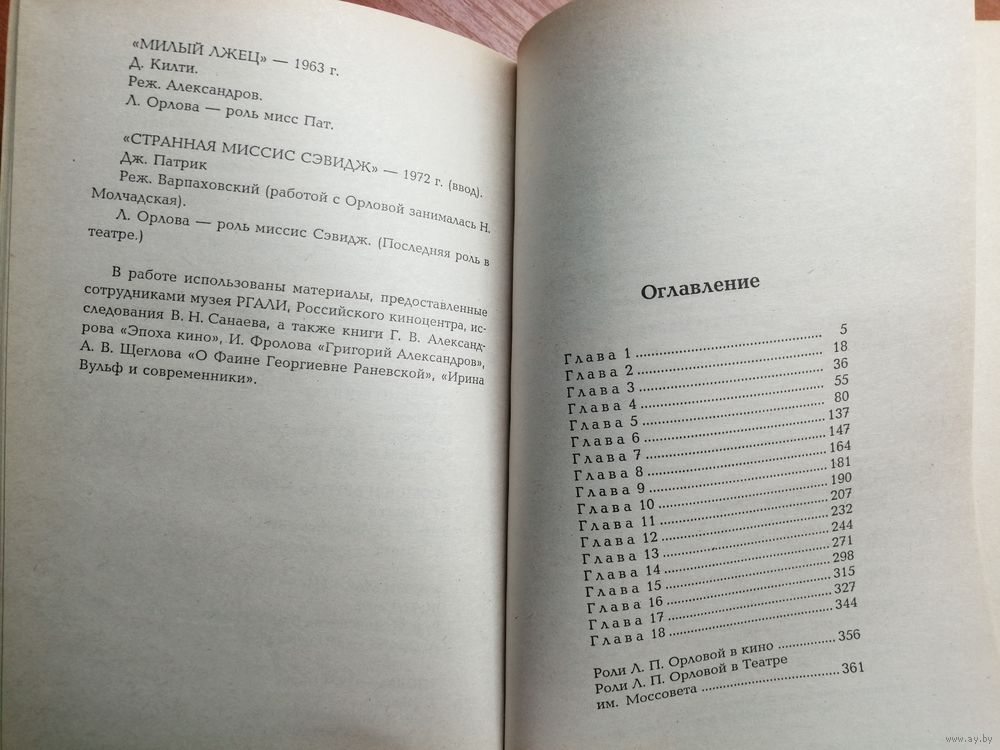 «МИЛЫЙ ЛЖЕЦ» — 1963 г.
Д. Килти.
Реж. Александров.
Л. Орлова — роль мисс Пат.
«СТРАННАЯ МИССИС СЭВИДЖ» — 1972 г. (ввод).
Дж. Патрик
Реж. Варпаховский (работой с Орловой занималась Н.
Молчадская).
Л. Орлова — роль миссис Сэвидж. (Последняя роль в
театре.)
В работе использованы материалы, предоставленные
сотрудниками музея РГАЛИ, Российского киноцентра, ис-
следования В. Н. Санаева, а также книги Г. В. Александ-
рова «Эпоха кино», И. Фролова «Григорий Александров»,
А. В. Щеглова «О Фаине Георгиевне Раневской», «Ирина
Вульф и современники».
Оглавление
Глава 1 ........ 5
Глава 2 ........ 18
Глава 3 ........ 36
Глава 4 ........ 55
Глава 5 ........ 80
Глава 6 ........ 137
Глава 7 ........ 147
Глава 8 ........ 164
Глава 9 ........ 181
Глава 10 ........ 190
Глава 11 ........ 207
Глава 12 ........ 232
Глава 13 ........ 244
Глава 14 ........ 271
Глава 15 ........ 298
Глава 16 ........ 315
Глава 17 ........ 327
Глава 18 ........ 344
Роли Л. П. Орловой в кино ........ 356
Роли Л. П. Орловой в Театре
им. Моссовета ........ 361
www.ay.by